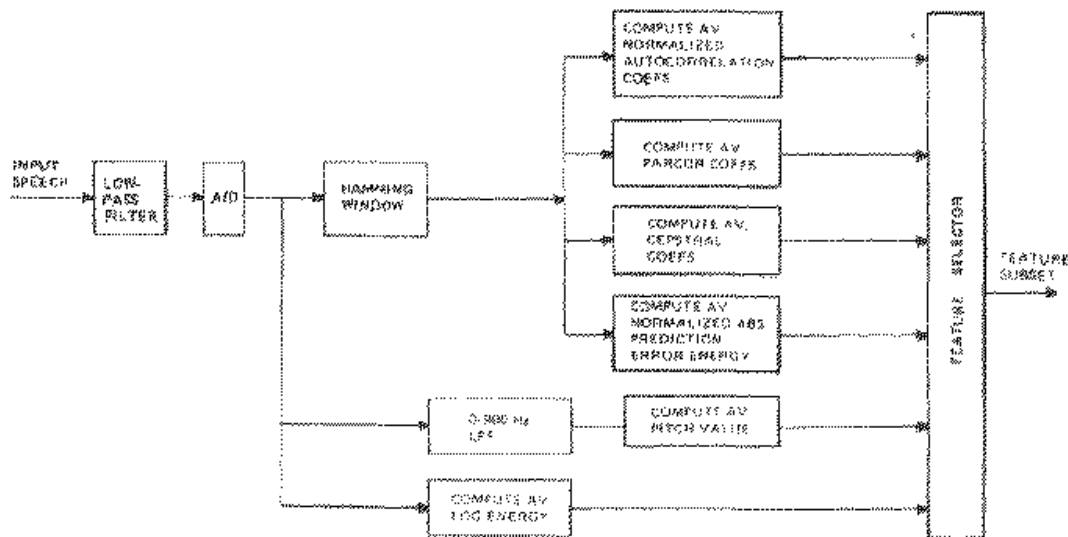 INPUT
SPEECH
LOW-
PASS
FILTER
A/D
HAMMING
WINDOW
COMPUTE AV
NORMALIZED
AUTOCORRELATION
COEFS
COMPUTE AV
PARCOR COEFS
COMPUTE AV.
CEPSTRAL
COEFS
COMPUTE AV
NORMALIZED ABS
PREDICTION
ERROR ENERGY
COMPUTE AV
PITCH VALUE
Hz
LPF
COMPUTE AV
LOG ENERGY
FEATURE SELECTOR
FEATURE
SUBSET